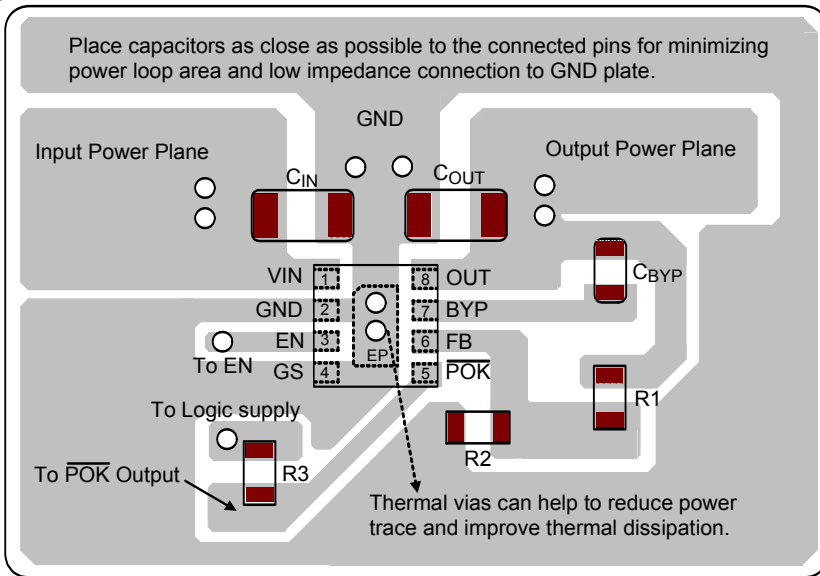 Place capacitors as close as possible to the connected pins for minimizing
power loop area and low impedance connection to GND plate.
GND
Input Power Plane
Output Power Plane
CIN
COUT
CBYP
VIN 1
8 OUT
GND 2
7 BYP
EN 3
6 FB
GS 4
5 POK
EP
To EN
To Logic supply
R1
R2
R3
To POK Output
Thermal vias can help to reduce power
trace and improve thermal dissipation.